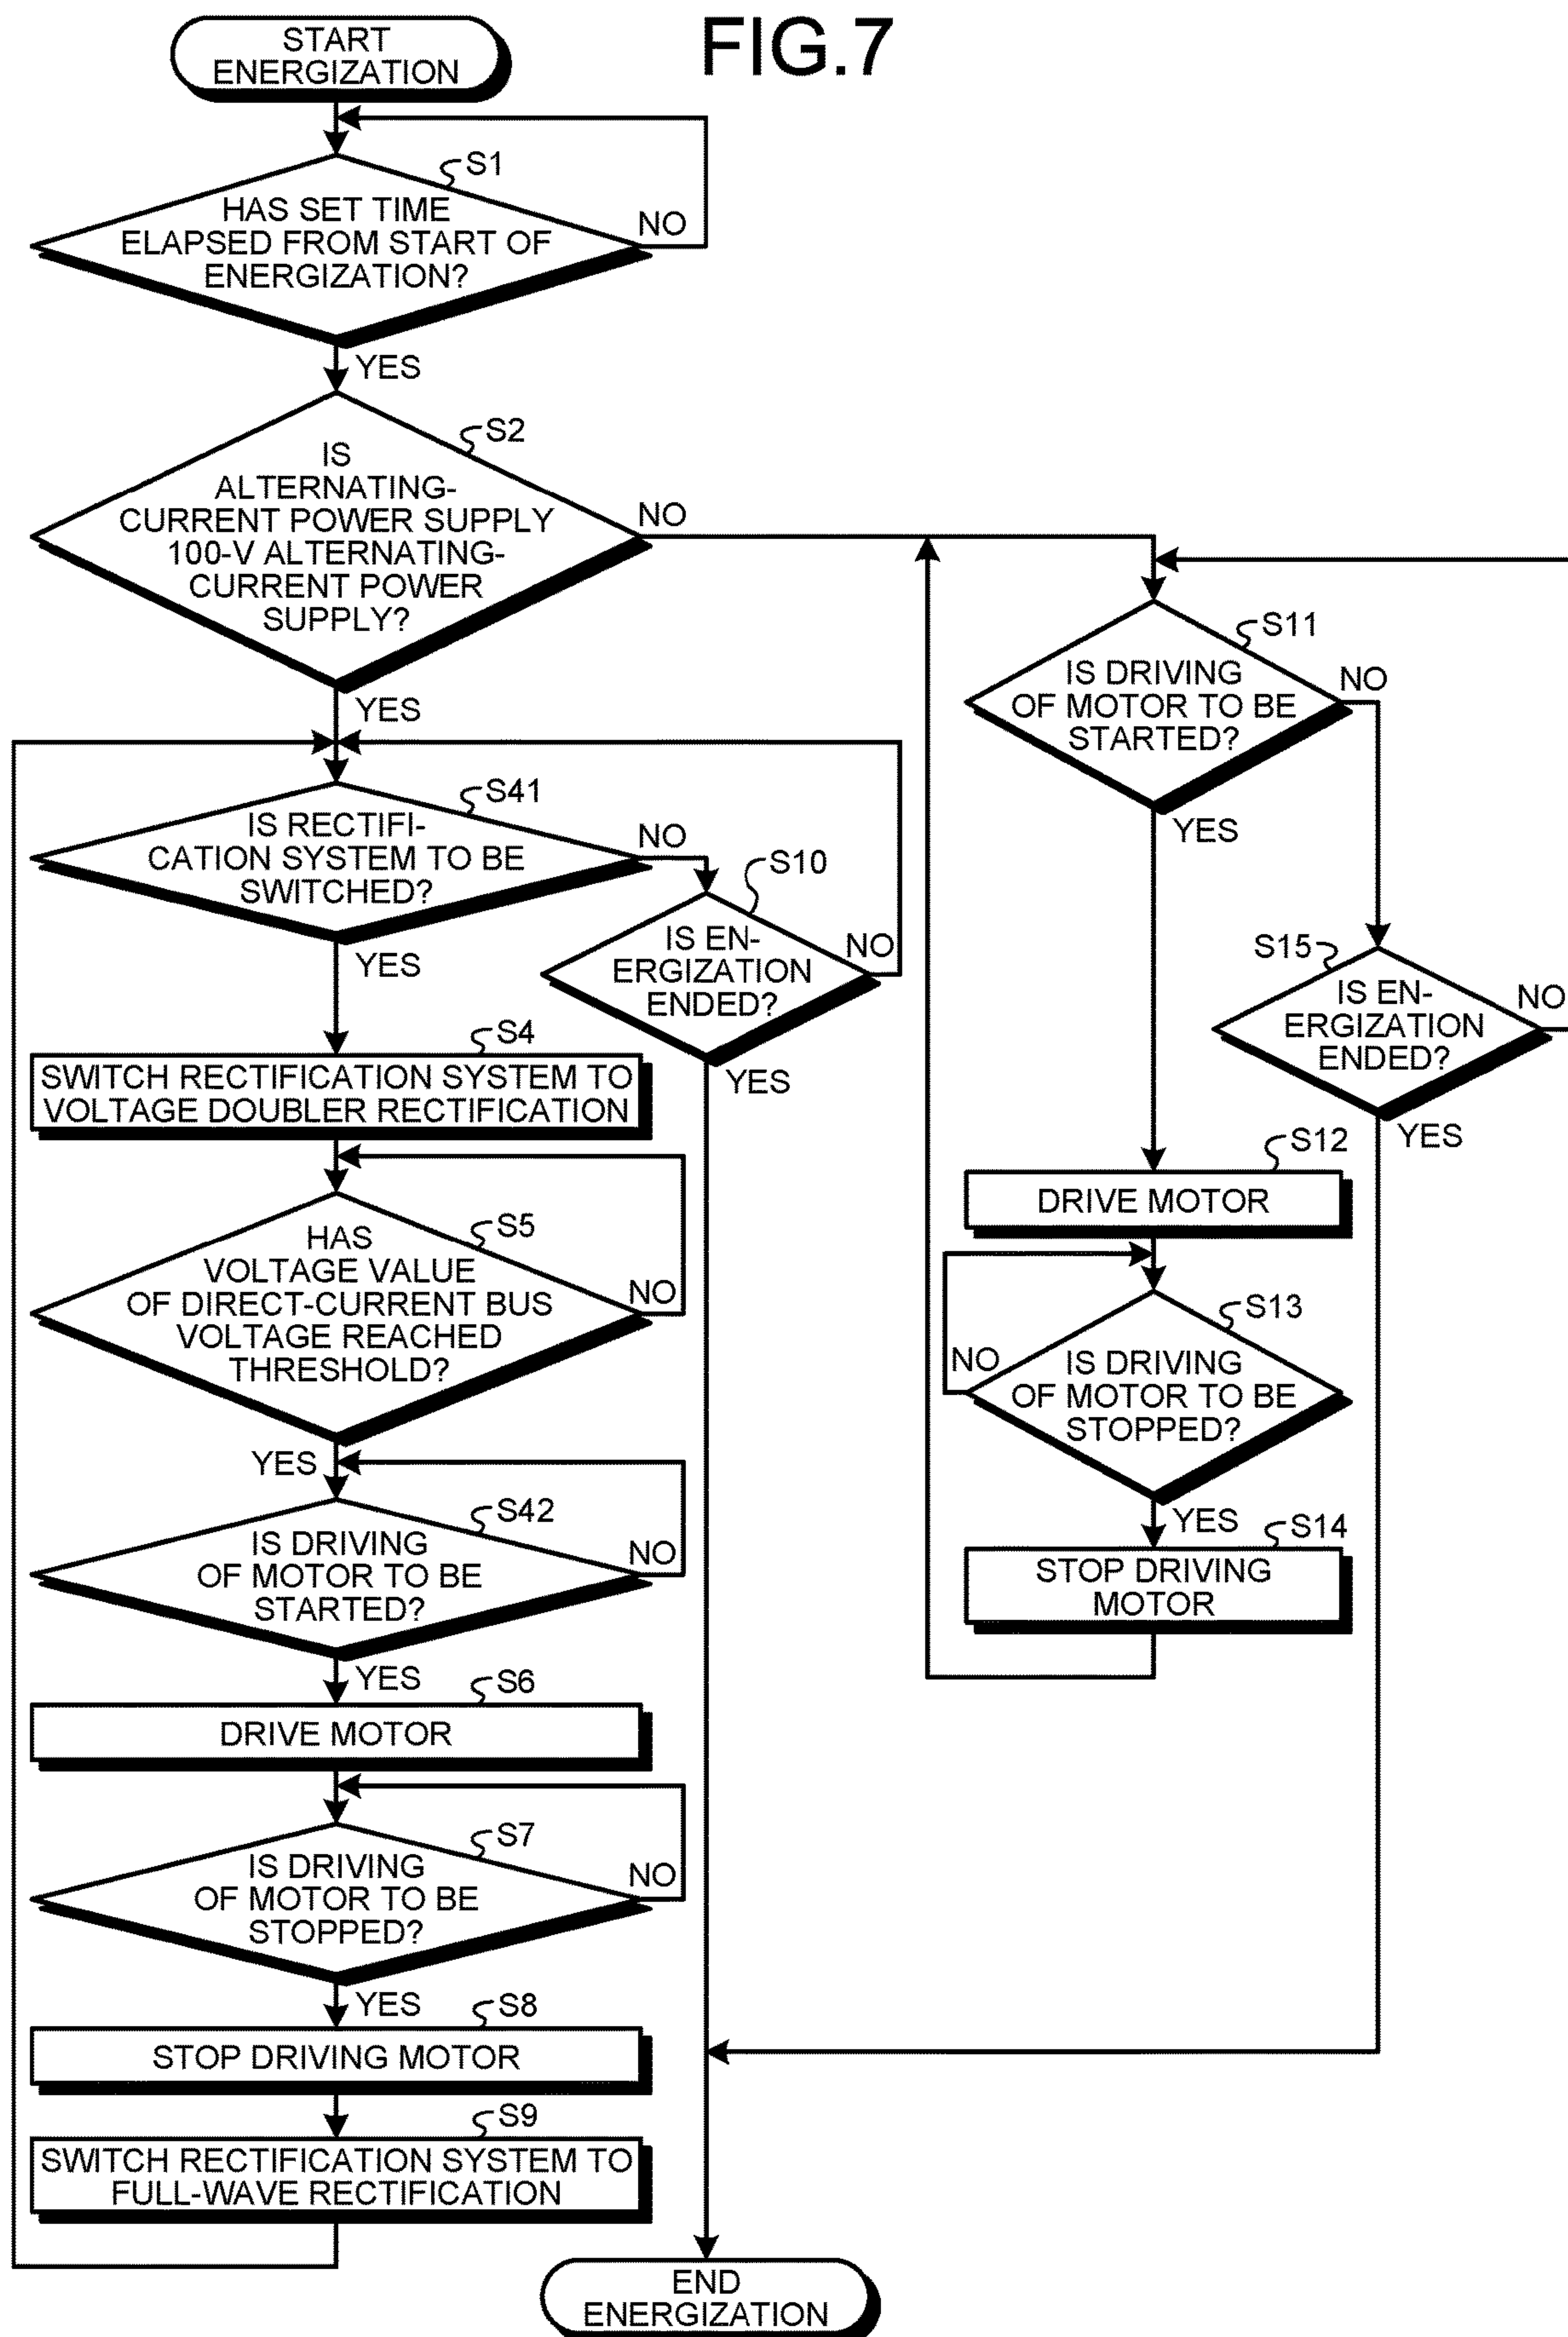 FIG.7
START
ENERGIZATION
S1
HAS SET TIME
ELAPSED FROM START OF
ENERGIZATION?
NO
YES
S2
IS
ALTERNATING-
CURRENT POWER SUPPLY
100-V ALTERNATING-
CURRENT POWER
SUPPLY?
NO
YES
S41
IS RECTIFI-
CATION SYSTEM TO BE
SWITCHED?
NO
YES
S10
IS EN-
ERGIZATION
ENDED?
NO
YES
S4
SWITCH RECTIFICATION SYSTEM TO
VOLTAGE DOUBLER RECTIFICATION
S5
HAS
VOLTAGE VALUE
OF DIRECT-CURRENT BUS
VOLTAGE REACHED
THRESHOLD?
NO
YES
S42
IS DRIVING
OF MOTOR TO BE
STARTED?
NO
YES
S6
DRIVE MOTOR
S7
IS DRIVING
OF MOTOR TO BE
STOPPED?
NO
YES
S8
STOP DRIVING MOTOR
S9
SWITCH RECTIFICATION SYSTEM TO
FULL-WAVE RECTIFICATION
S11
IS DRIVING
OF MOTOR TO BE
STARTED?
NO
YES
S15
IS EN-
ERGIZATION
ENDED?
NO
YES
S12
DRIVE MOTOR
S13
IS DRIVING
OF MOTOR TO BE
STOPPED?
NO
YES
S14
STOP DRIVING
MOTOR
END
ENERGIZATION